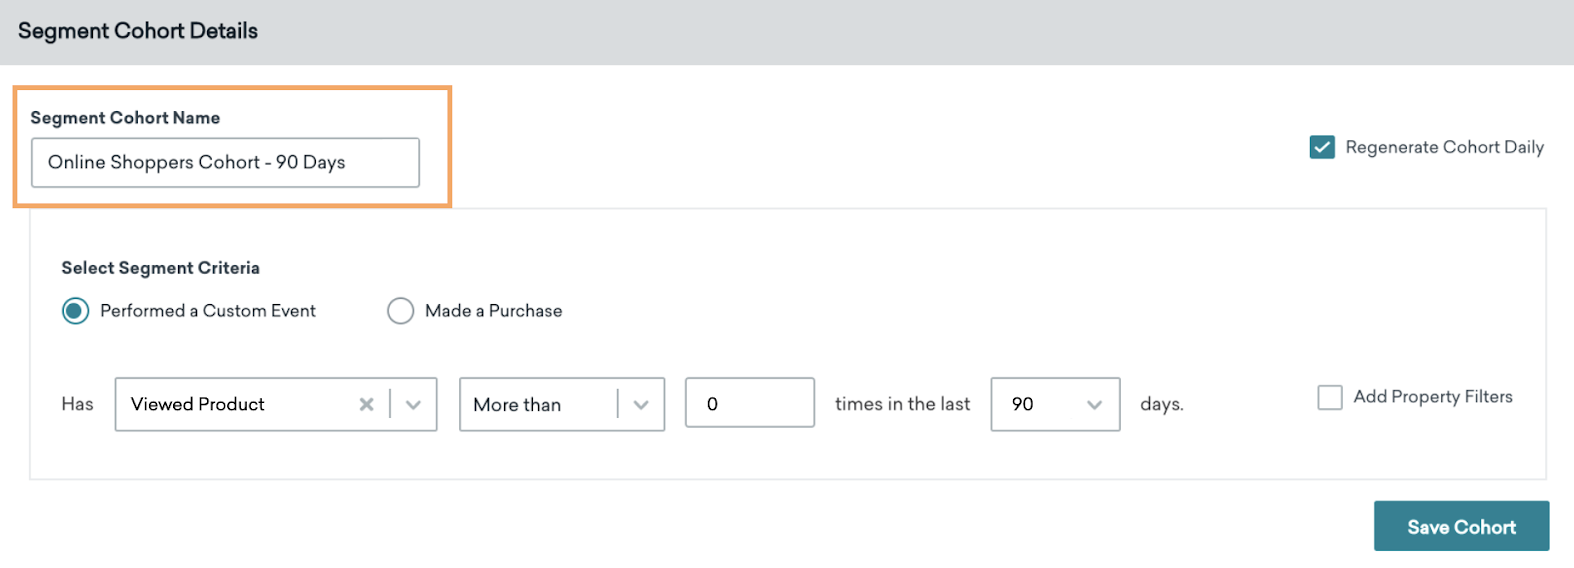 Segment Cohort Details
Segment Cohort Name
Online Shoppers Cohort - 90 Days
Regenerate Cohort Daily
Select Segment Criteria
Performed a Custom Event
Made a Purchase
Has Viewed Product More than 0 times in the last 90 days.
Add Property Filters
Save Cohort